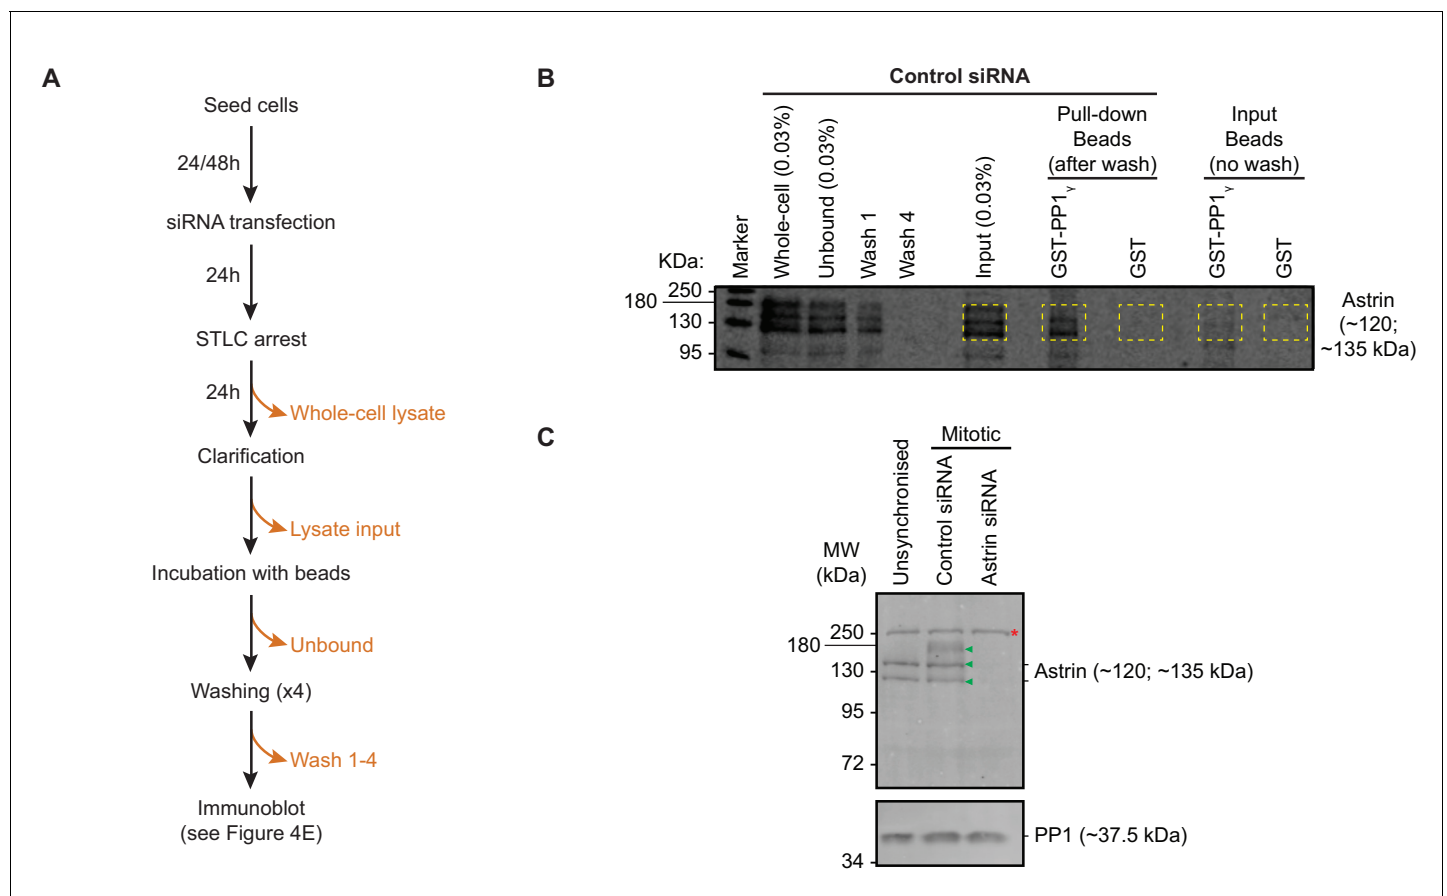 A
Seed cells
24/48h
siRNA transfection
24h
STLC arrest
24h
Whole-cell lysate
Clarification
Lysate input
Incubation with beads
Unbound
Washing (x4)
Wash 1-4
Immunoblot
(see Figure 4E)
B
Control siRNA
Pull-down
Beads
(after wash)
Input
Beads
(no wash)
KDa:
Marker
Whole-cell (0.03%)
Unbound (0.03%)
Wash 1
Wash 4
Input (0.03%)
GST-PP1γ
GST
GST-PP1γ
GST
250
180
130
95
Astrin
(~120;
~135 kDa)
C
Mitotic
MW
(kDa)
Unsynchronised
Control siRNA
Astrin siRNA
250
*
180
130
Astrin (~120; ~135 kDa)
95
72
PP1 (~37.5 kDa)
34